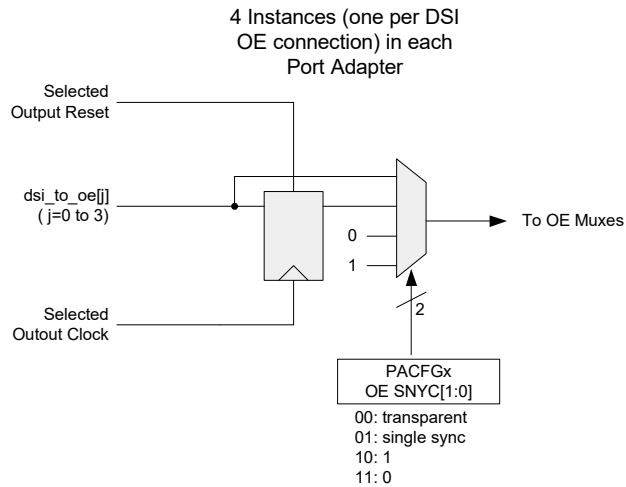 4 Instances (one per DSI
OE connection) in each
Port Adapter
Selected
Output Reset
dsi_to_oe[j]
( j=0 to 3)
0
1
To OE Muxes
Selected
Outout Clock
2
PACFGx
OE SNYC[1:0]
00: transparent
01: single sync
10: 1
11: 0